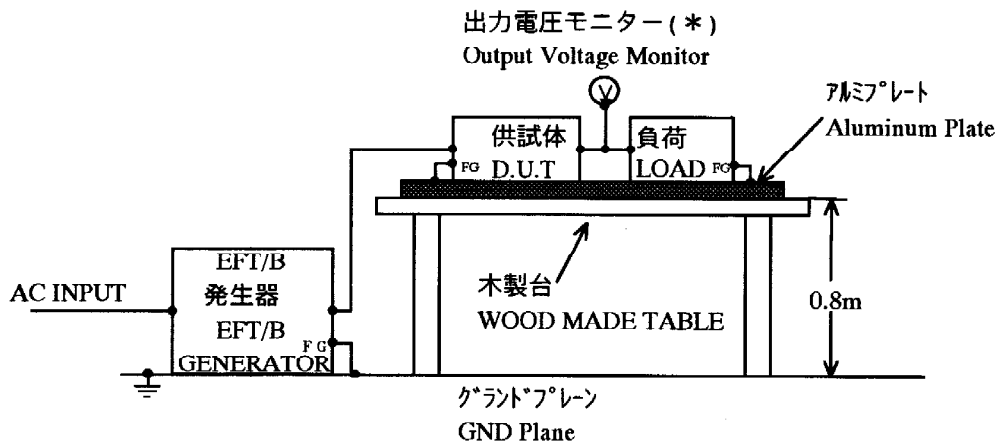 出力電圧モニター(＊)
Output Voltage Monitor
V
ｱﾙﾐﾌﾟﾚｰﾄ
Aluminum Plate
供試体
D.U.T
FG
負荷
LOAD
FG
EFT/B
発生器
EFT/B
GENERATOR
FG
AC INPUT
木製台
WOOD MADE TABLE
0.8m
ｸﾞﾗﾝﾄﾞﾌﾟﾚｰﾝ
GND Plane